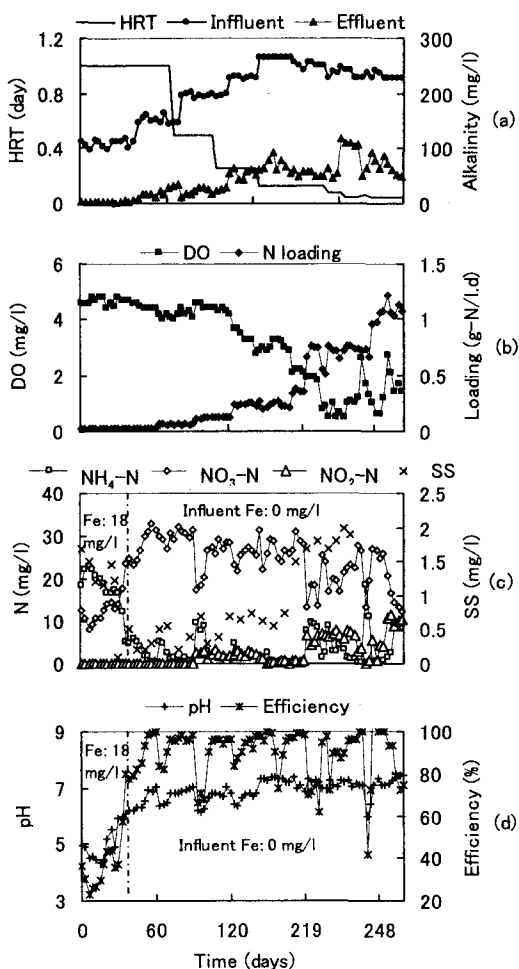 HRT Inffluent Effluent
1.2 300
0.8 200
0.4 100
0 0
HRT (day)
Alkalinity (mg/l)
(a)
DO N loading
6 1.5
4 1
2 0.5
0 0
DO (mg/l)
Loading (g-N/l.d)
(b)
NH4-N NO3-N NO2-N SS
40 2.5
30 2
20 1.5
10 1
0 0.5
0
Fe: 18 mg/l
Influent Fe: 0 mg/l
N (mg/l)
SS (mg/l)
(c)
pH Efficiency
9 100
7 80
5 60
3 40
20
Fe: 18 mg/l
Influent Fe: 0 mg/l
pH
Efficiency (%)
(d)
0 60 120 219 248
Time (days)